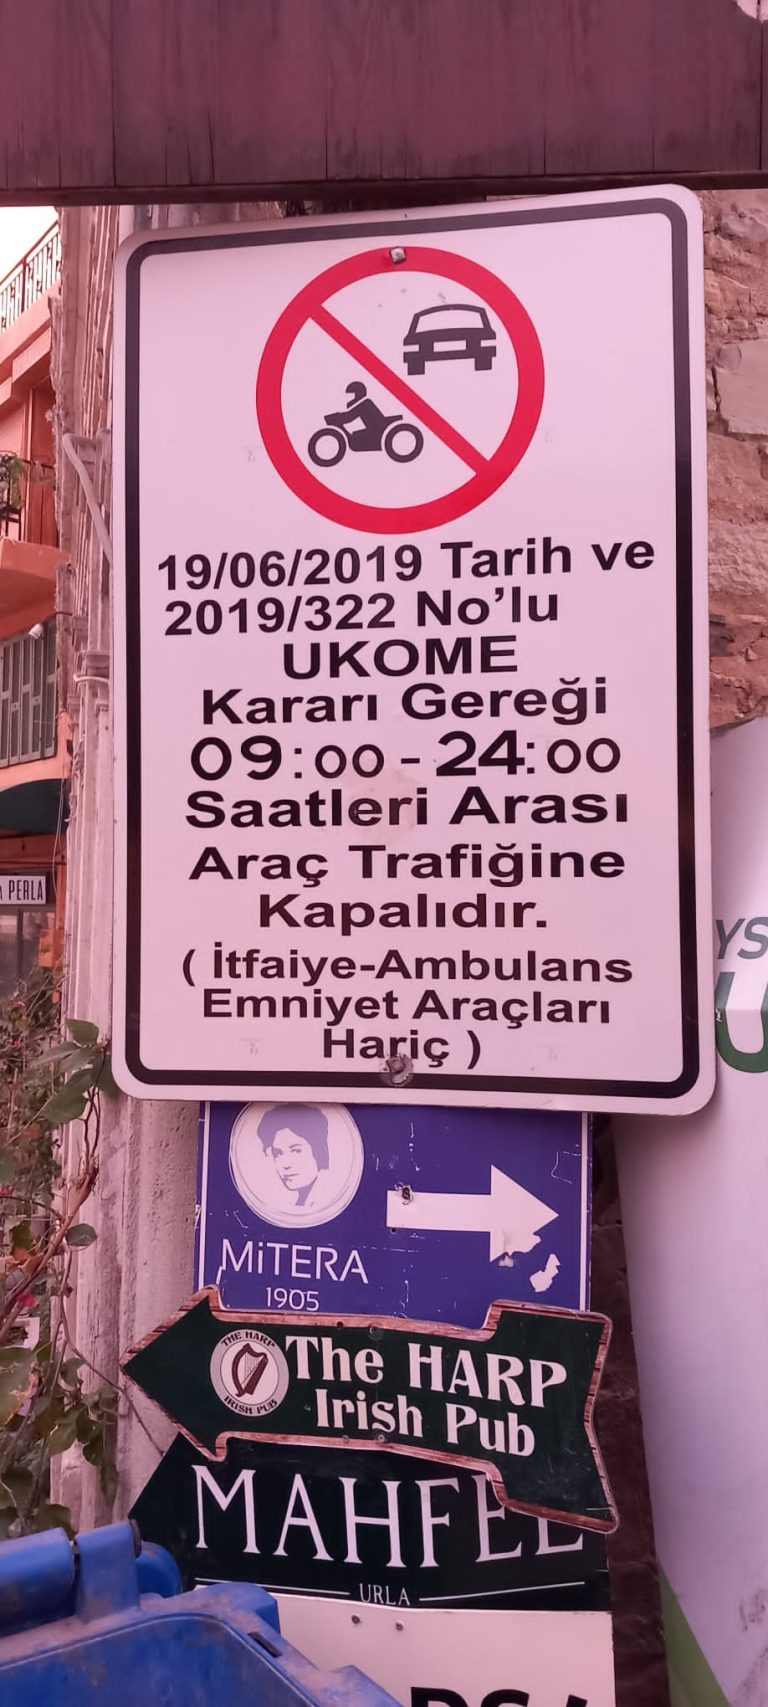 19/06/2019 Tarih ve
2019/322 No'lu
UKOME
Kararı Gereği
09:00 - 24:00
Saatleri Arası
Araç Trafiğine
Kapalıdır.
( İtfaiye-Ambulans
Emniyet Araçları
Hariç )
PERLA
MiTERA
1905
THE HARP
IRISH PUB
The HARP
Irish Pub
MAHFEL
URLA